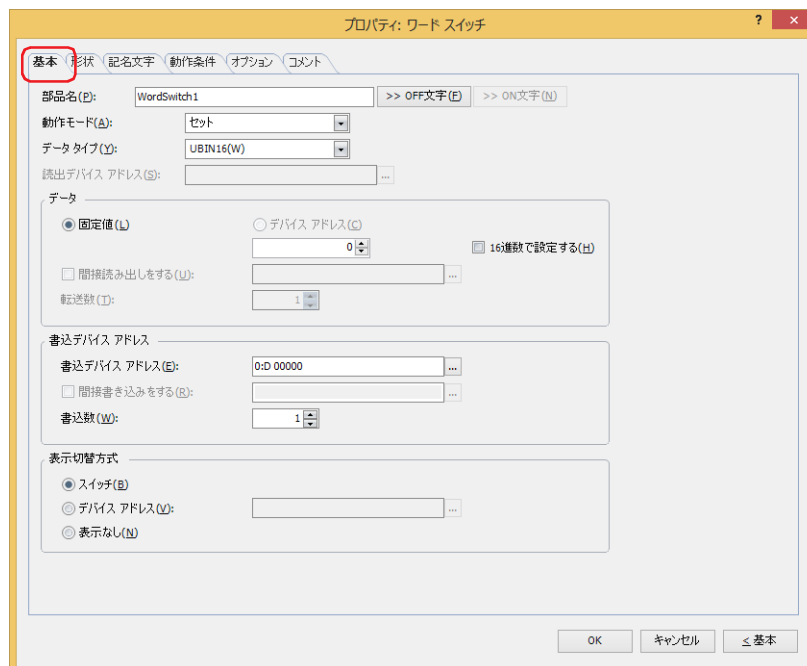 プロパティ: ワード スイッチ
? ×
基本 形状 記名文字 動作条件 オプション コメント
部品名(P): WordSwitch1 >> OFF文字(F) >> ON文字(N)
動作モード(A): セット
データ タイプ(Y): UBIN16(W)
読出デバイス アドレス(S): ...
データ
固定値(L) デバイス アドレス(C)
0 16進数で設定する(H)
間接読み出しをする(U): ...
転送数(T): 1
書込デバイス アドレス
書込デバイス アドレス(E): 0:D 00000 ...
間接書き込みをする(R): ...
書込数(W): 1
表示切替方式
スイッチ(B)
デバイス アドレス(V): ...
表示なし(N)
OK キャンセル < 基本